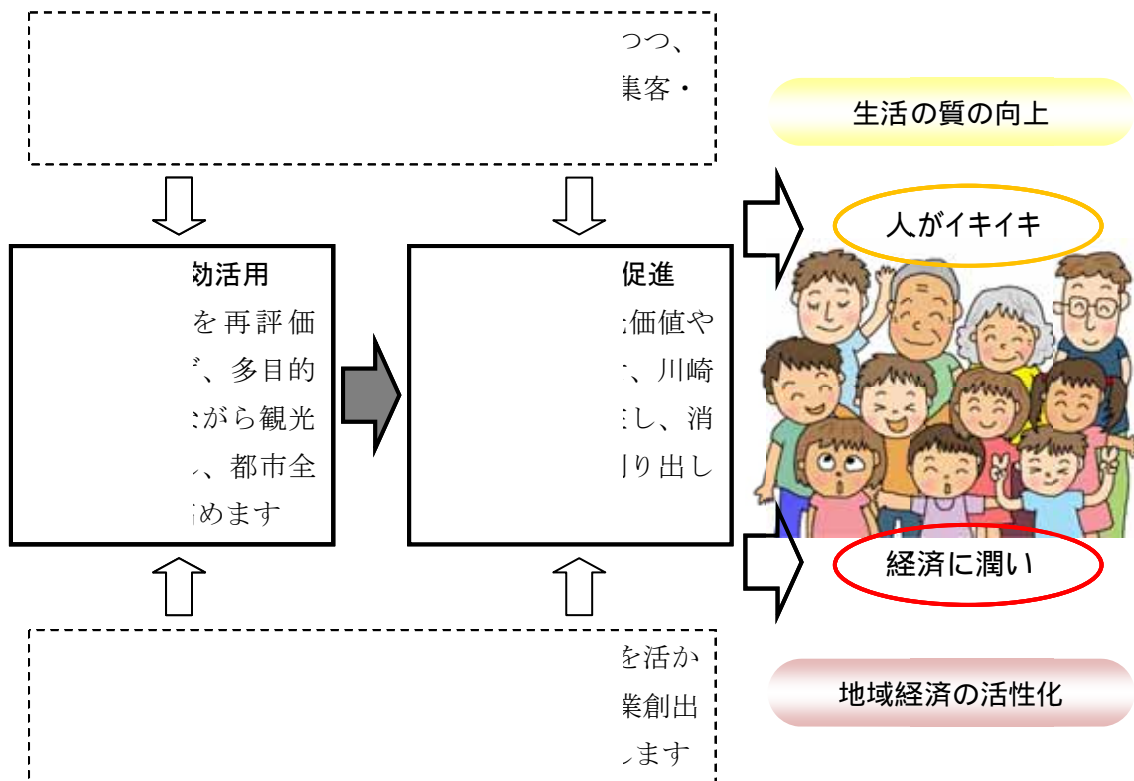 つつ、
集客・
生活の質の向上
人がイキイキ
効活用
を再評価
、多目的
がら観光
、都市全
めます
促進
価値や
、川崎
し、消
り出し
経済に潤い
を活か
業創出
ます
地域経済の活性化